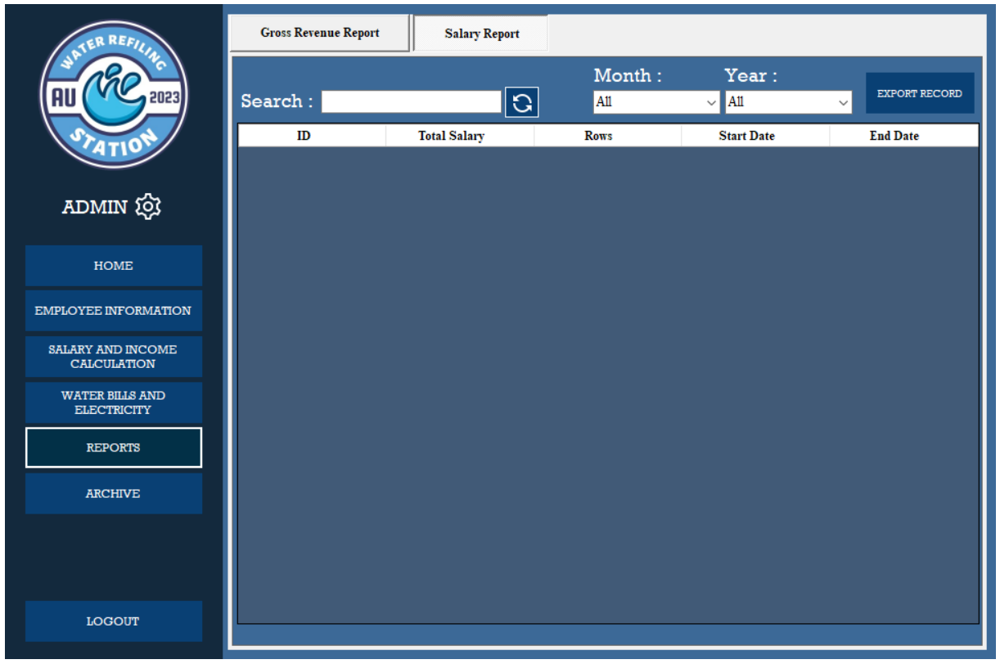 WATER REFILING
AU
2023
STATION
ADMIN
HOME
EMPLOYEE INFORMATION
SALARY AND INCOME
CALCULATION
WATER BILLS AND
ELECTRICITY
REPORTS
ARCHIVE
LOGOUT
Gross Revenue Report
Salary Report
Search :
Month :
All
Year :
All
EXPORT RECORD
ID
Total Salary
Rows
Start Date
End Date